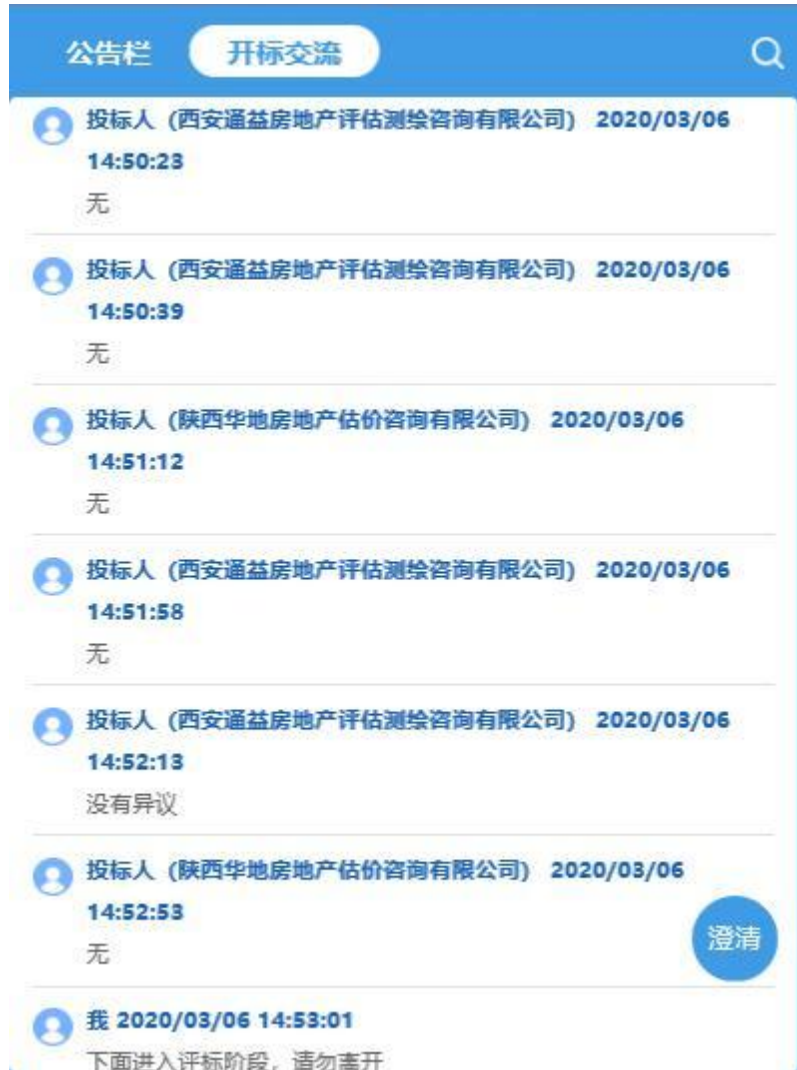 公告栏 开标交流
投标人 (西安通益房地产评估测绘咨询有限公司) 2020/03/06
14:50:23
无
投标人 (西安通益房地产评估测绘咨询有限公司) 2020/03/06
14:50:39
无
投标人 (陕西华地房地产估价咨询有限公司) 2020/03/06
14:51:12
无
投标人 (西安通益房地产评估测绘咨询有限公司) 2020/03/06
14:51:58
无
投标人 (西安通益房地产评估测绘咨询有限公司) 2020/03/06
14:52:13
没有异议
投标人 (陕西华地房地产估价咨询有限公司) 2020/03/06
14:52:53
无
澄清
我 2020/03/06 14:53:01
下面进入评标阶段，请勿离开